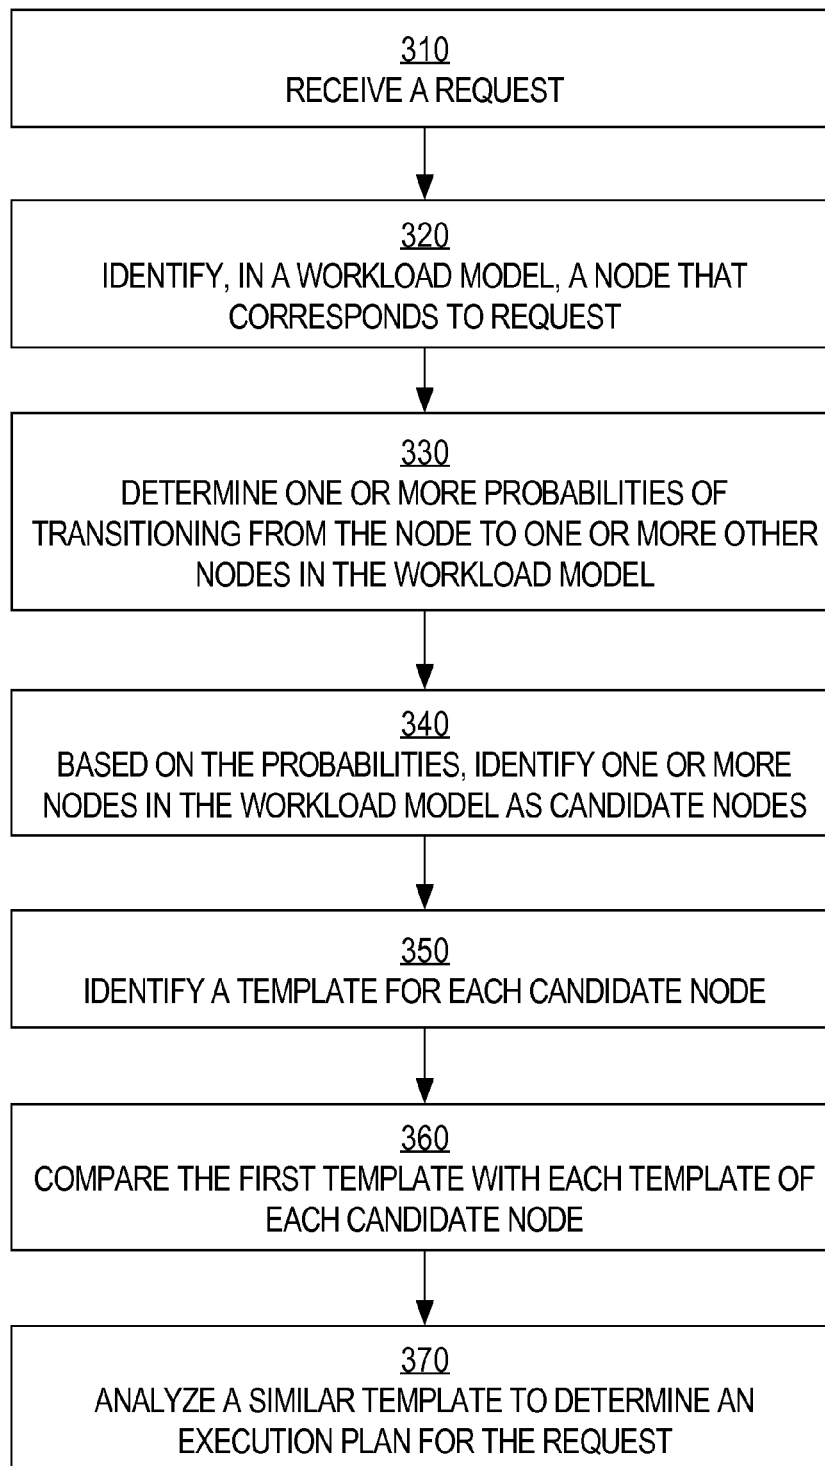 310
RECEIVE A REQUEST
320
IDENTIFY, IN A WORKLOAD MODEL, A NODE THAT
CORRESPONDS TO REQUEST
330
DETERMINE ONE OR MORE PROBABILITIES OF
TRANSITIONING FROM THE NODE TO ONE OR MORE OTHER
NODES IN THE WORKLOAD MODEL
340
BASED ON THE PROBABILITIES, IDENTIFY ONE OR MORE
NODES IN THE WORKLOAD MODEL AS CANDIDATE NODES
350
IDENTIFY A TEMPLATE FOR EACH CANDIDATE NODE
360
COMPARE THE FIRST TEMPLATE WITH EACH TEMPLATE OF
EACH CANDIDATE NODE
370
ANALYZE A SIMILAR TEMPLATE TO DETERMINE AN
EXECUTION PLAN FOR THE REQUEST